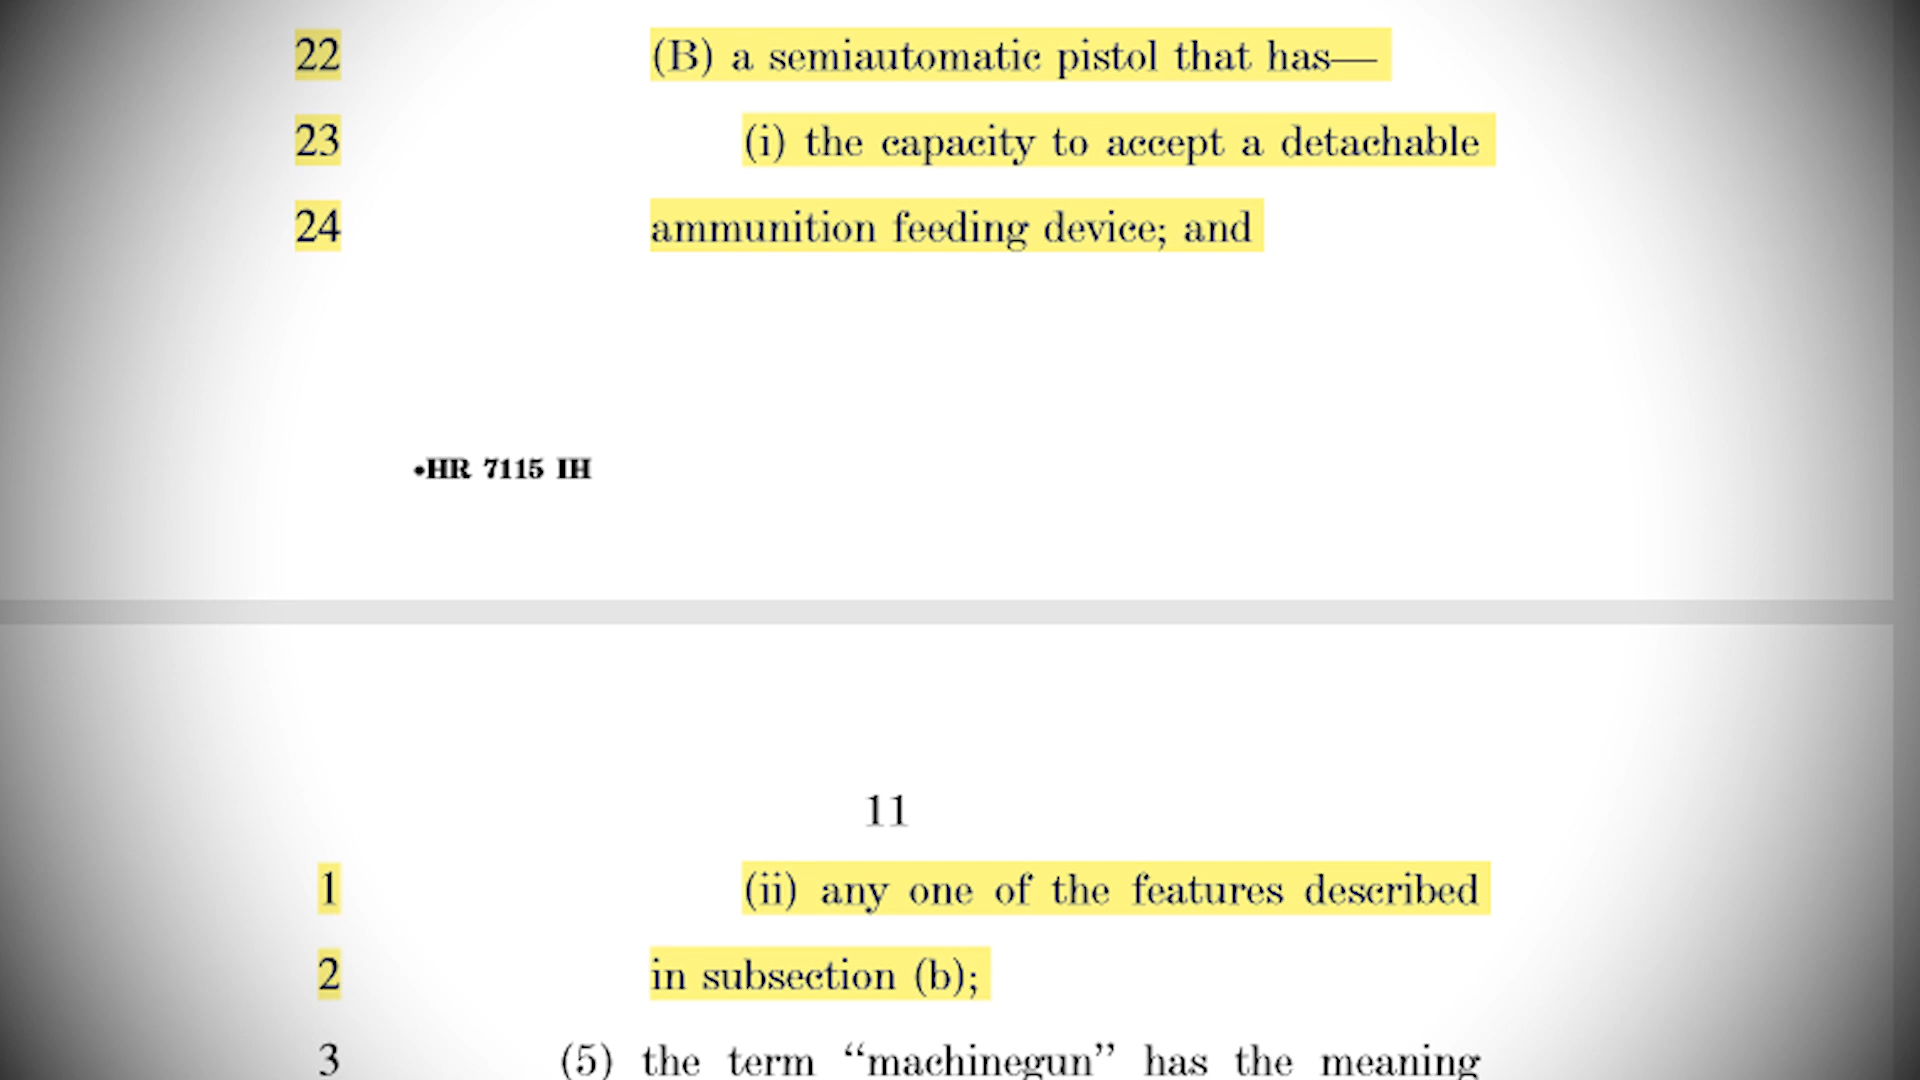 22 (B) a semiautomatic pistol that has—
23 (i) the capacity to accept a detachable
24 ammunition feeding device; and
•HR 7115 IH
11
1 (ii) any one of the features described
2 in subsection (b);
3 (5) the term “machinegun” has the meaning